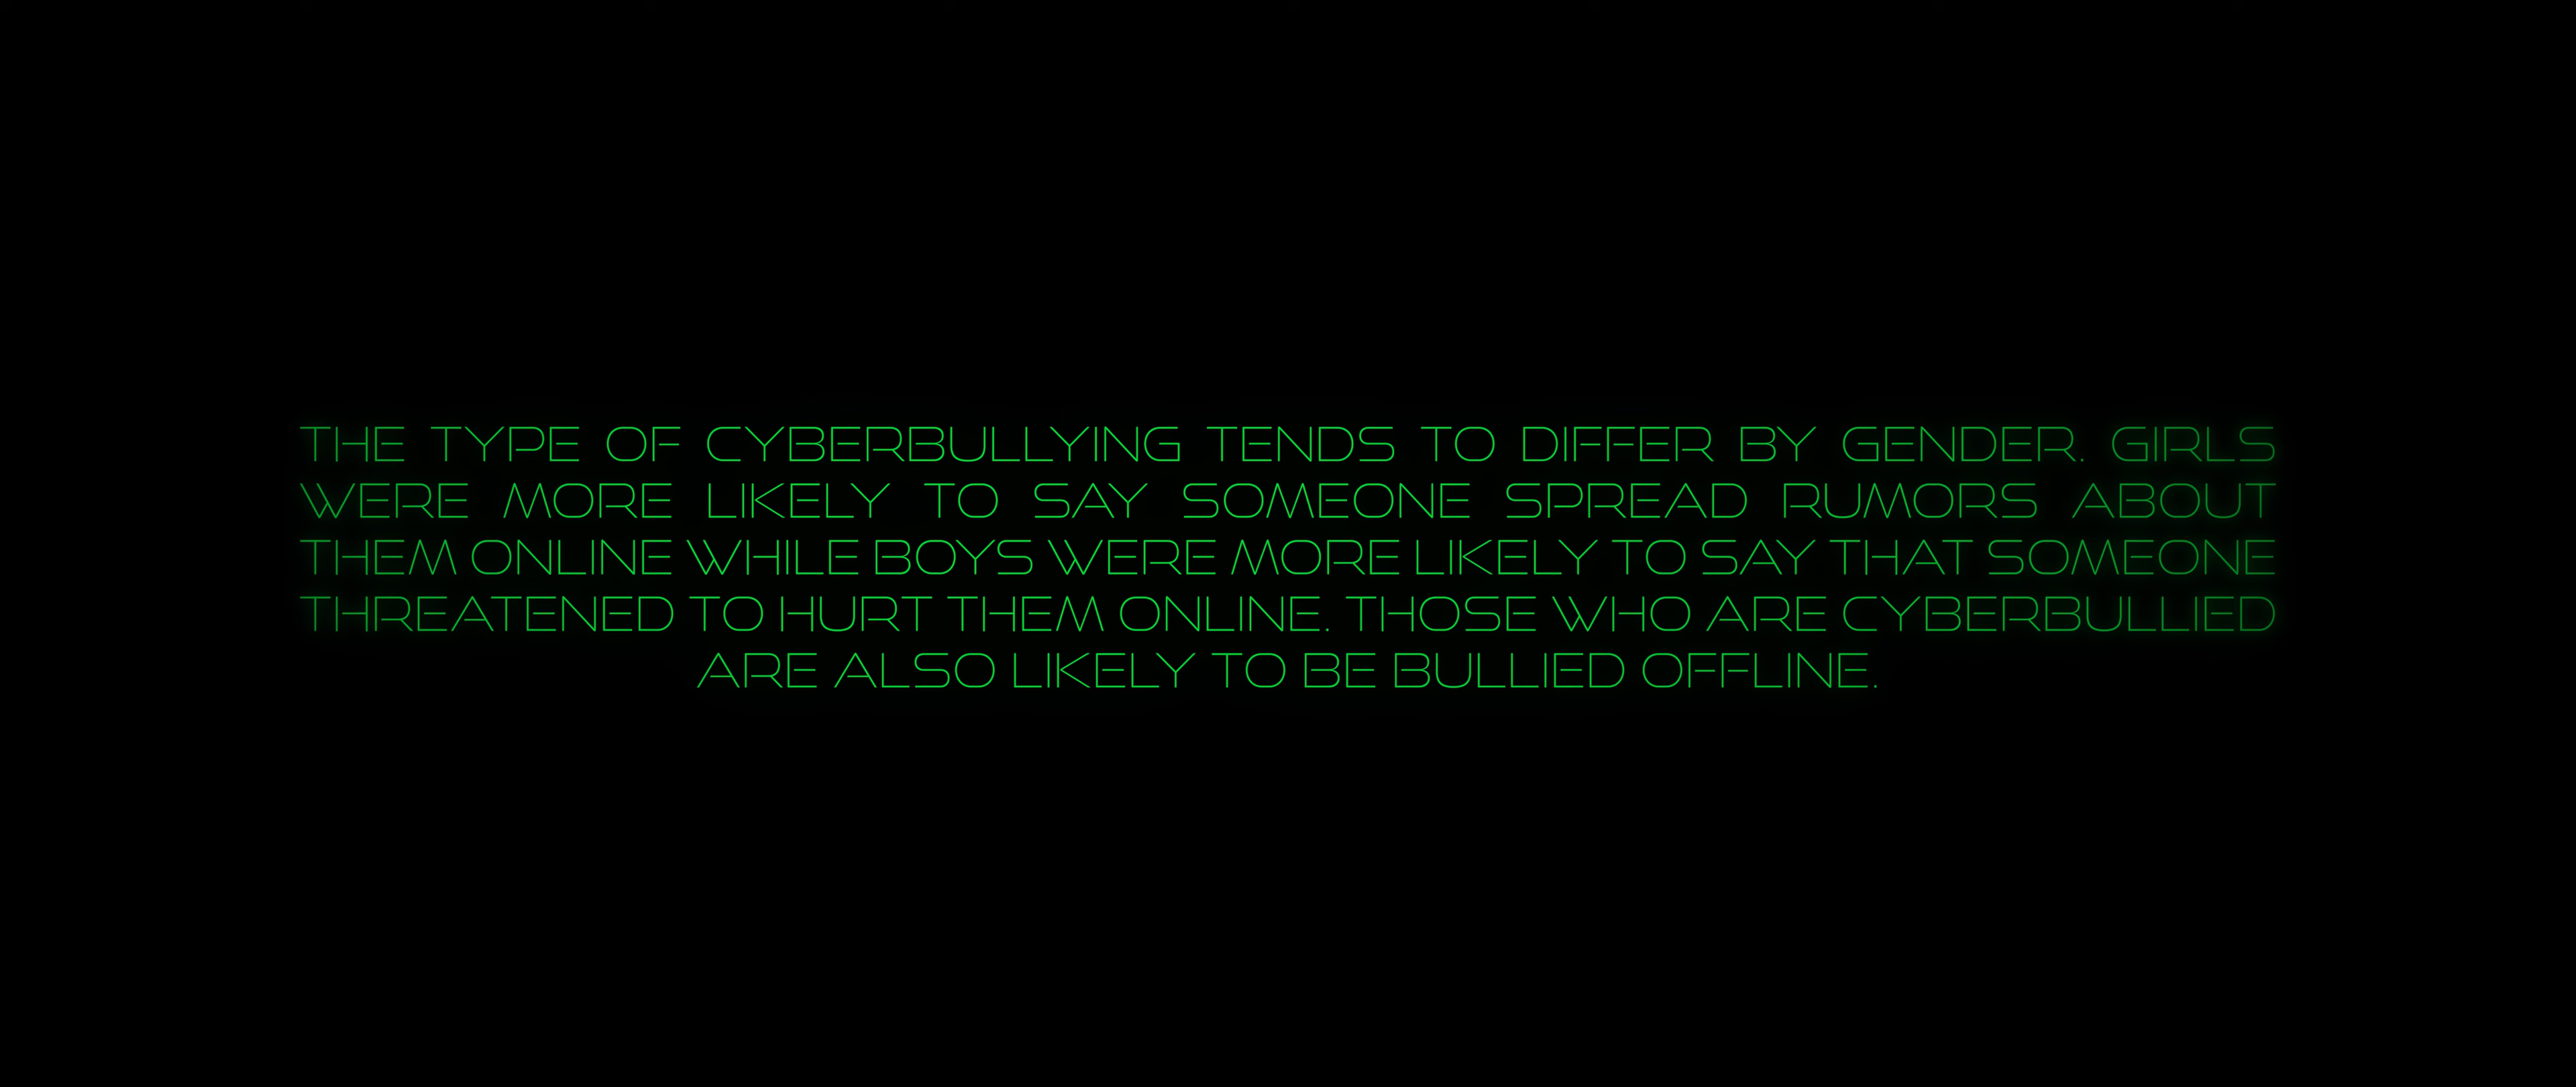 THE TYPE OF CYBERBULLYING TENDS TO DIFFER BY GENDER. GIRLS
WERE MORE LIKELY TO SAY SOMEONE SPREAD RUMORS ABOUT
THEM ONLINE WHILE BOYS WERE MORE LIKELY TO SAY THAT SOMEONE
THREATENED TO HURT THEM ONLINE. THOSE WHO ARE CYBERBULLIED
ARE ALSO LIKELY TO BE BULLIED OFFLINE.